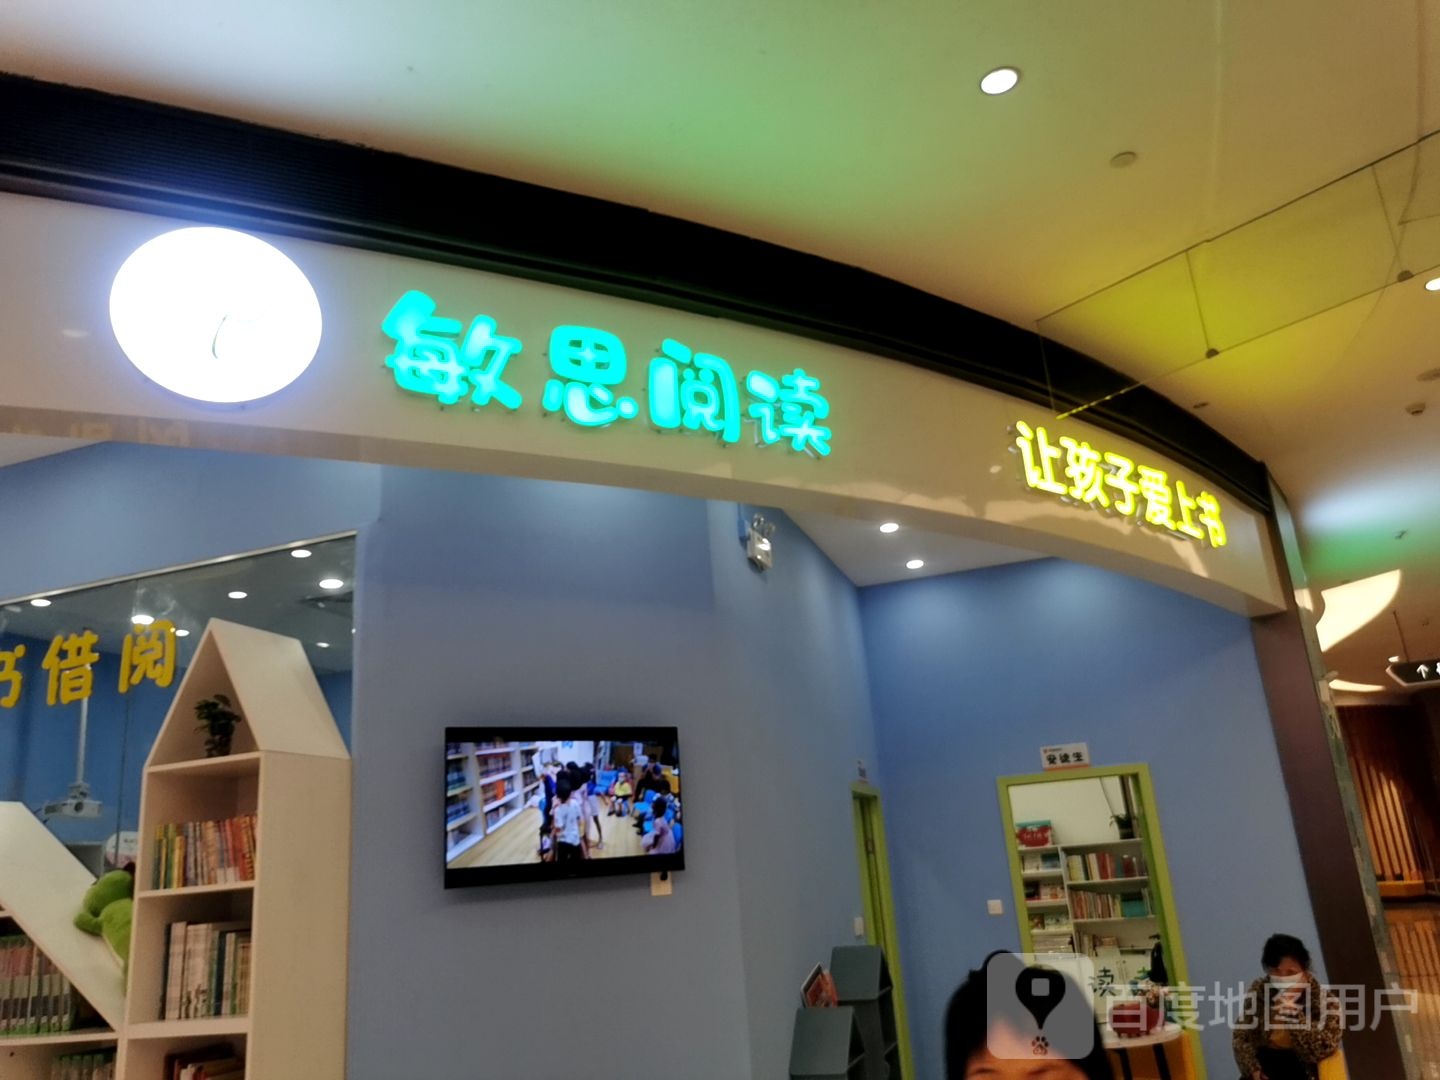 敏思阅读
让孩子爱上书
书借阅
安徒生
读
百度地图用户